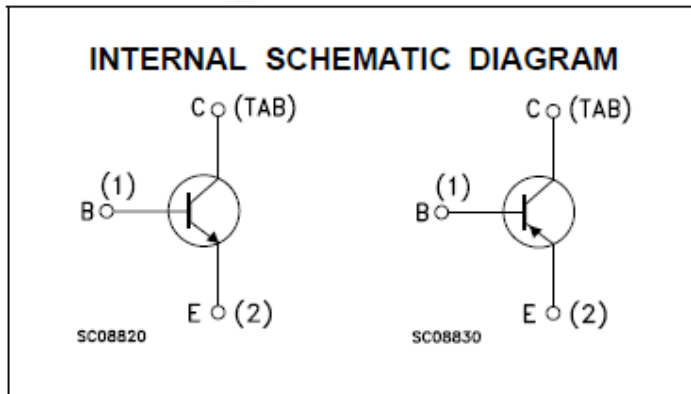 INTERNAL SCHEMATIC DIAGRAM
C (TAB)
C (TAB)
(1)
(1)
B
B
E (2)
E (2)
SC08820
SC08830